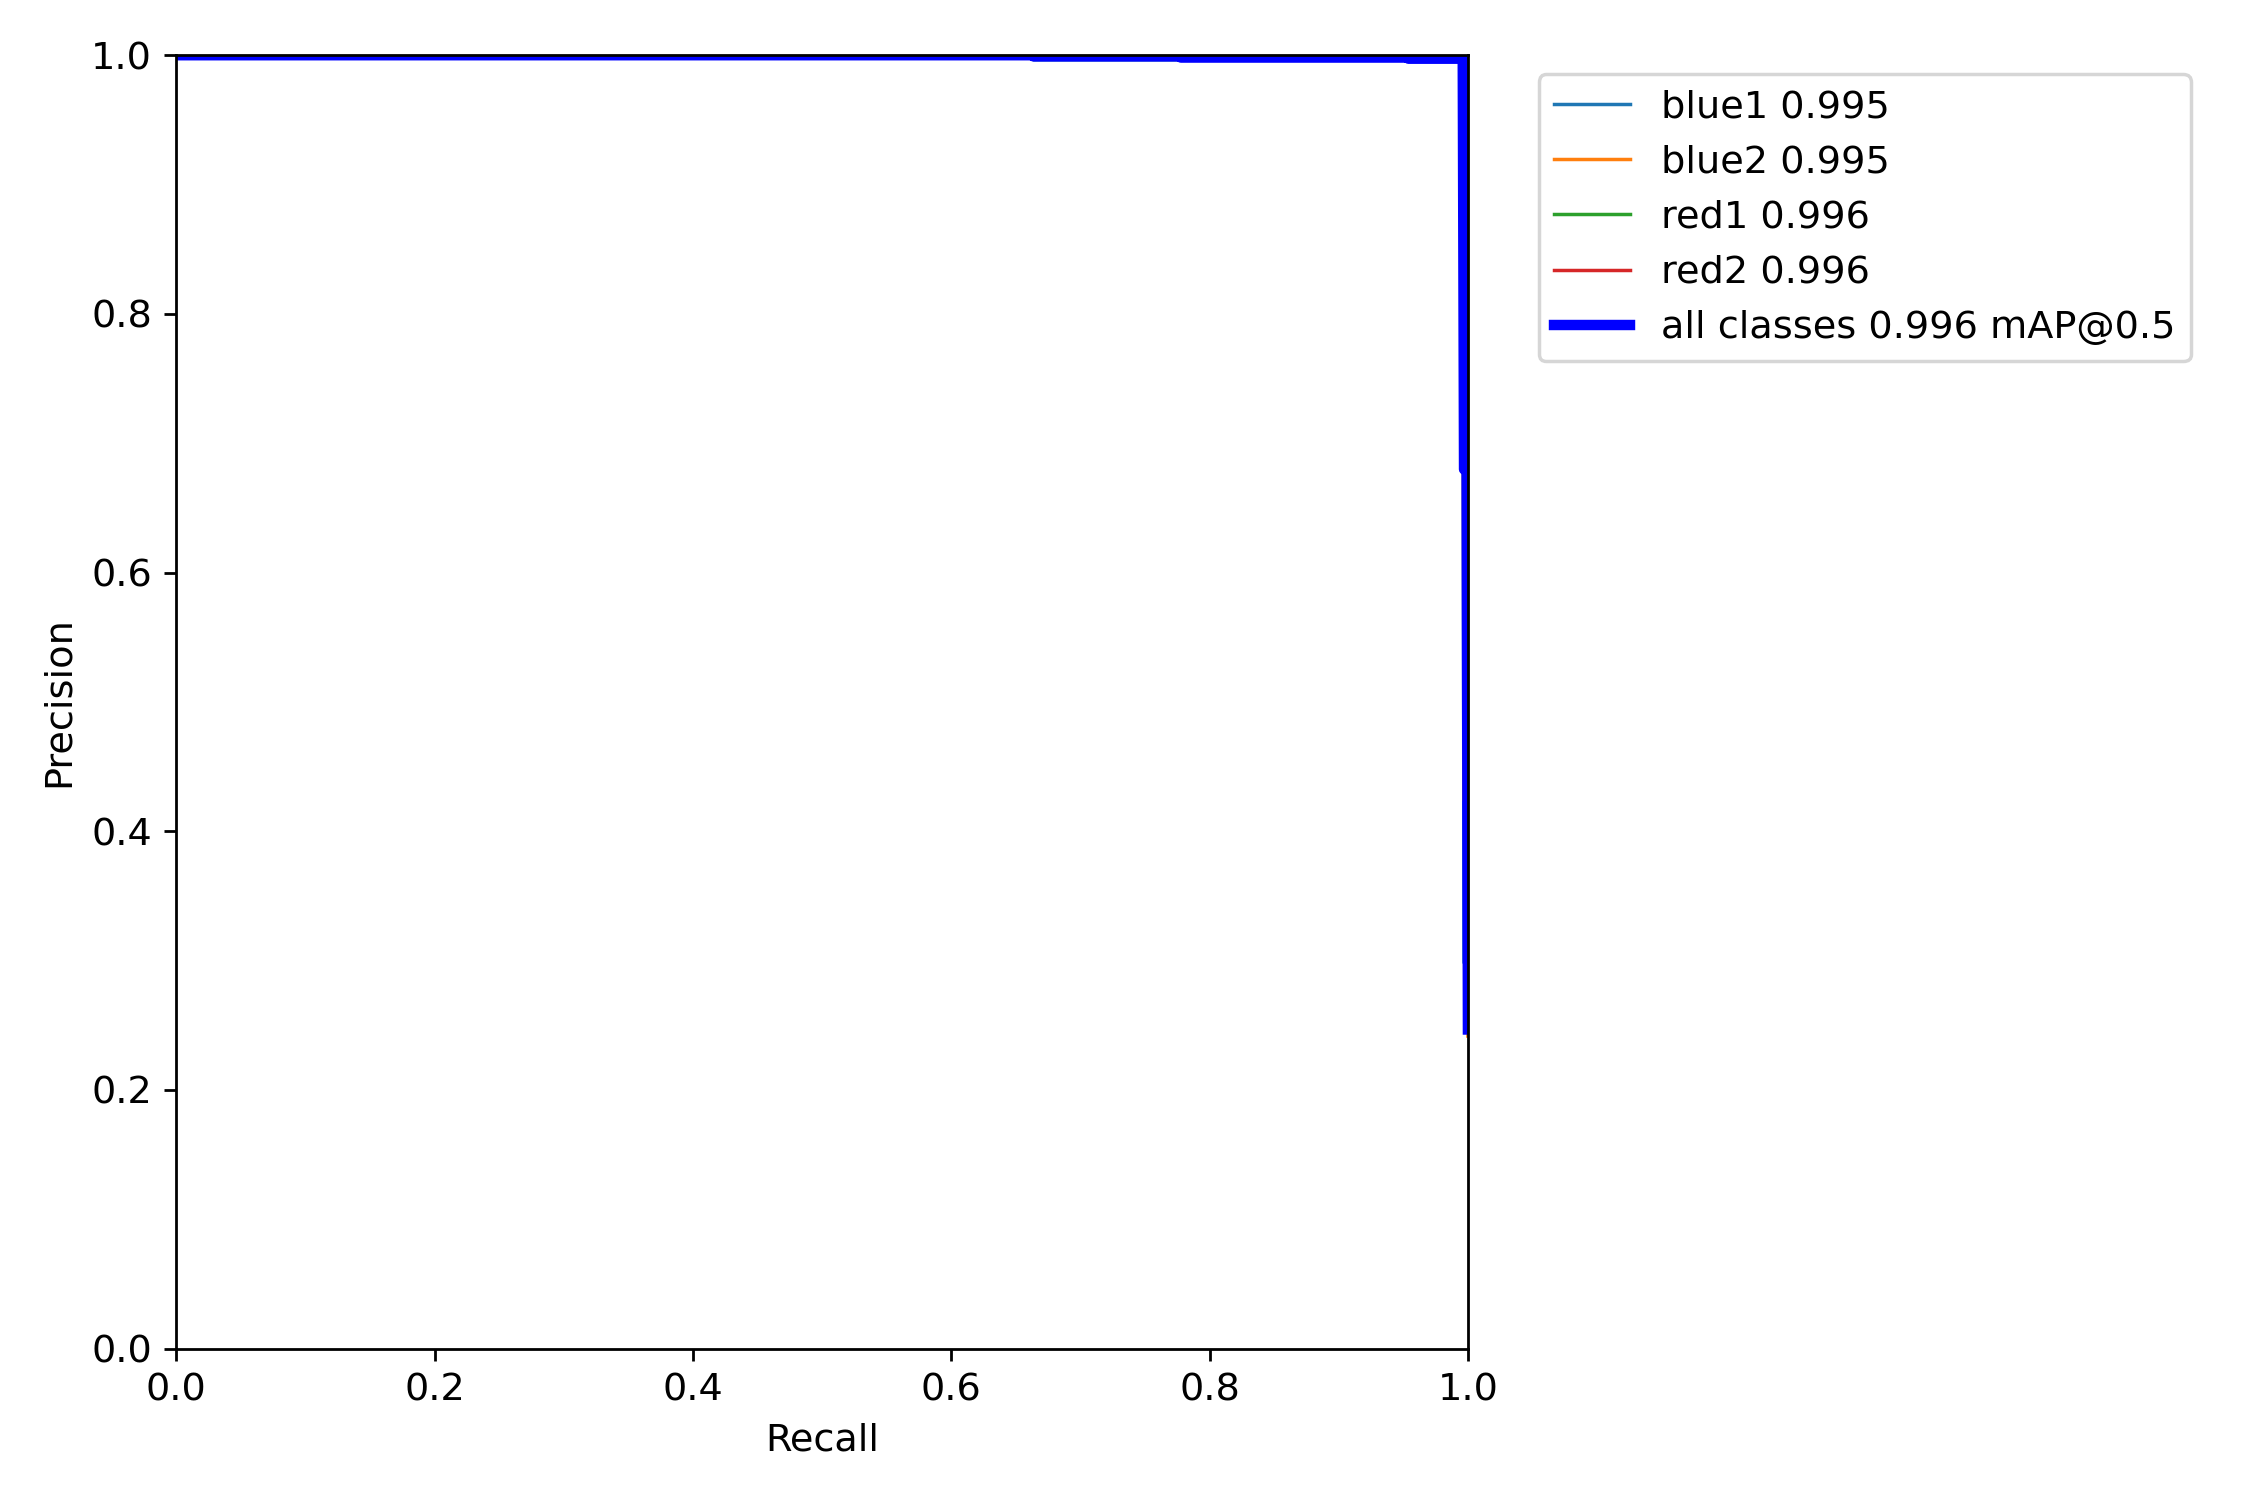 1.0
0.8
0.6
0.4
0.2
0.0
0.0 0.2 0.4 0.6 0.8 1.0
Precision
Recall
blue1 0.995
blue2 0.995
red1 0.996
red2 0.996
all classes 0.996 mAP@0.5